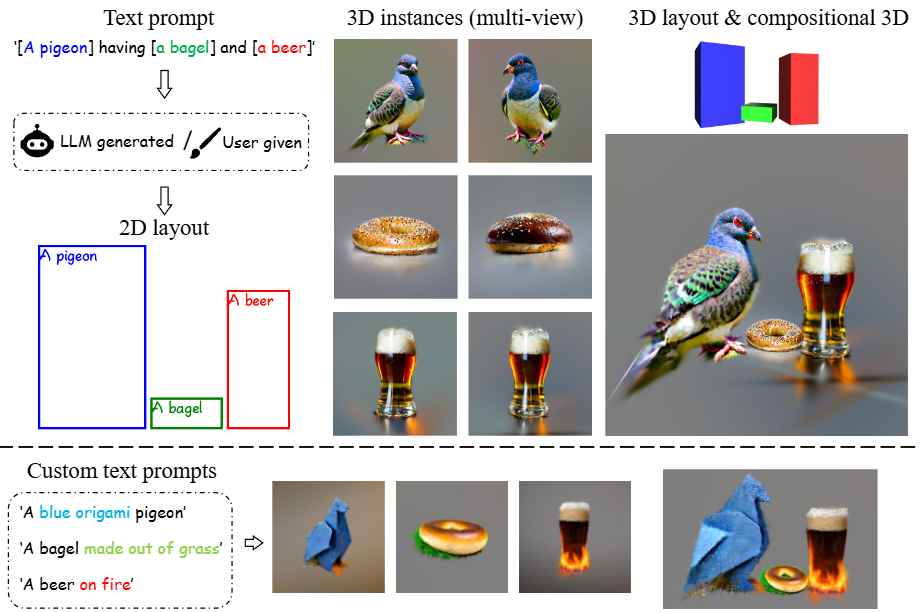 Text prompt
'[A pigeon] having [a bagel] and [a beer]'
LLM generated / User given
2D layout
A pigeon
A beer
A bagel
3D instances (multi-view)
3D layout & compositional 3D
Custom text prompts
'A blue origami pigeon'
'A bagel made out of grass'
'A beer on fire'